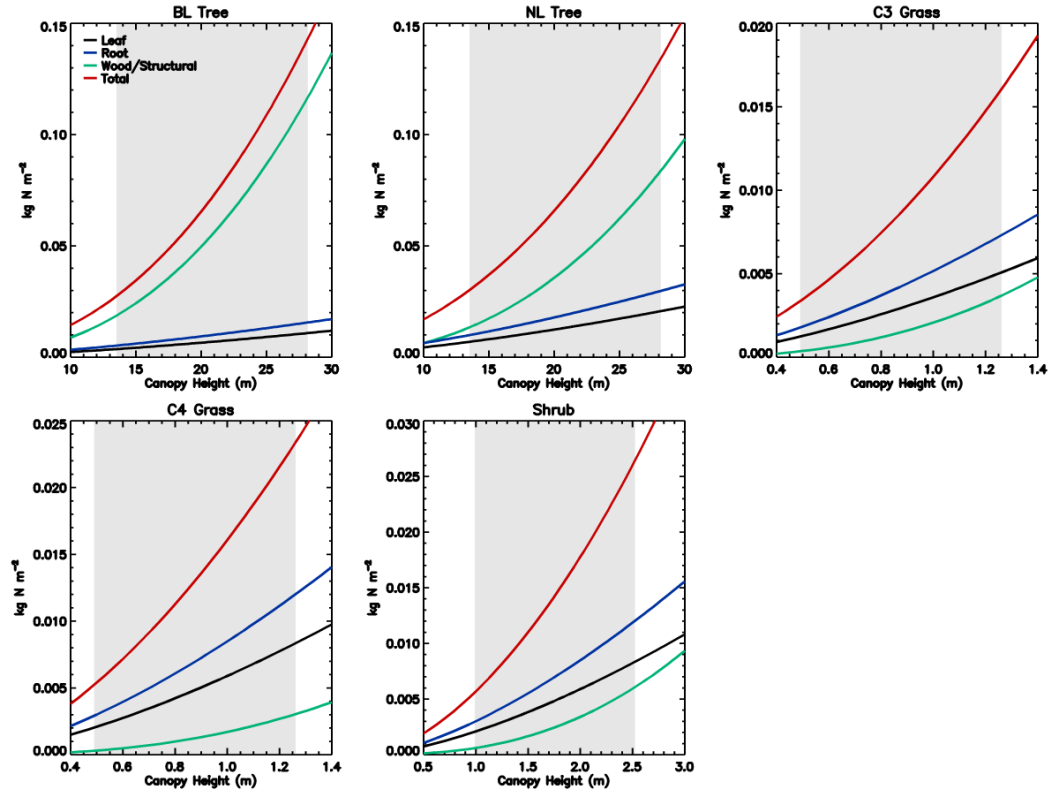 BL Tree
0.15
0.10
0.05
0.00
kg N m⁻²
Leaf
Root
Wood/Structural
Total
10 15 20 25 30
Canopy Height (m)
NL Tree
0.15
0.10
0.05
0.00
kg N m⁻²
10 15 20 25 30
Canopy Height (m)
C3 Grass
0.020
0.015
0.010
0.005
0.000
kg N m⁻²
0.4 0.6 0.8 1.0 1.2 1.4
Canopy Height (m)
C4 Grass
0.025
0.020
0.015
0.010
0.005
0.000
kg N m⁻²
0.4 0.6 0.8 1.0 1.2 1.4
Canopy Height (m)
Shrub
0.030
0.025
0.020
0.015
0.010
0.005
0.000
kg N m⁻²
0.5 1.0 1.5 2.0 2.5 3.0
Canopy Height (m)